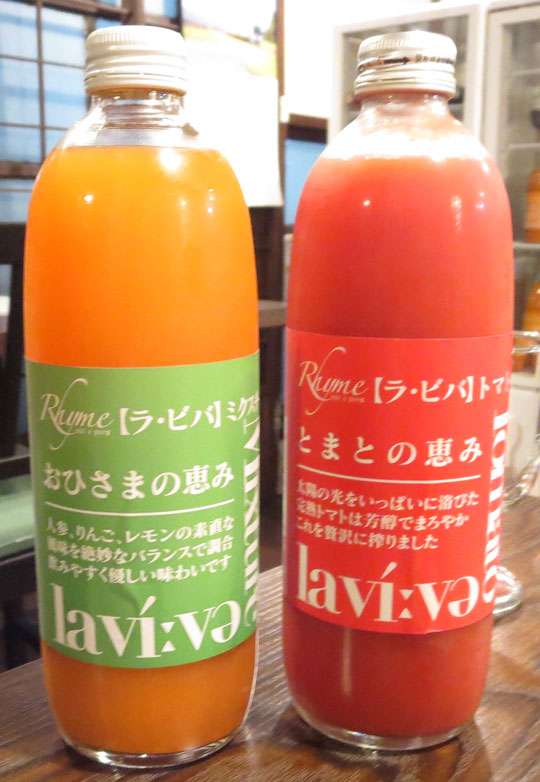 Rhyme
【ラ・ビバ】ミクス
おひさまの恵み
人参、りんご、レモンの素直な
風味を絶妙なバランスで調合
飲みやすく優しい味わいです
laví:və
Rhyme
【ラ・ビバ】トマト
とまとの恵み
太陽の光をいっぱいに浴びた
完熟トマトは芳醇でまろやか
これを贅沢に搾りました
laví:və